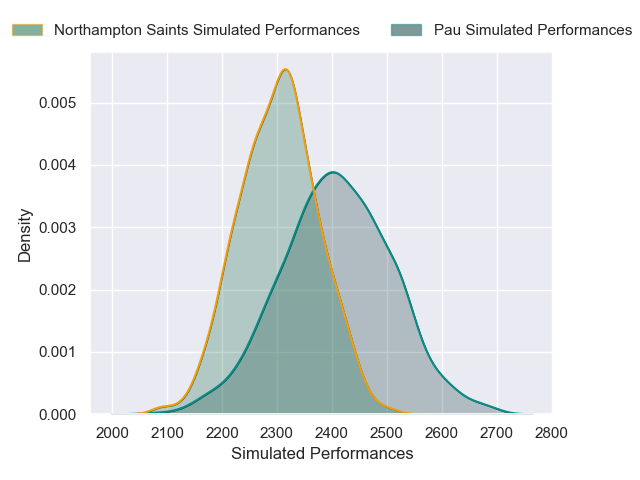 Northampton Saints Simulated Performances Pau Simulated Performances
0.005
0.004
0.003
0.002
0.001
0.000
Density
2000 2100 2200 2300 2400 2500 2600 2700 2800
Simulated Performances